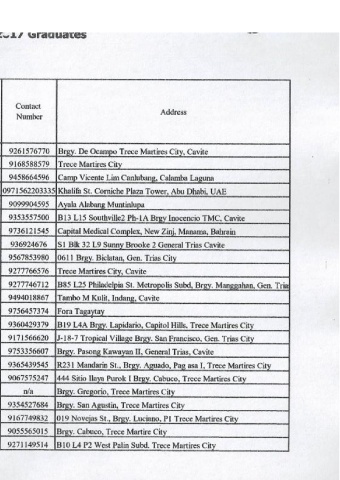 2017 Graduates
Contact Number Address
9261576770 Brgy. De Ocampo Trece Martires City, Cavite
9168588579 Trece Martires City
9458664596 Camp Vicente Lim Canlubang, Calamba Laguna
0971562203335 Khalifa St. Corniche Plaza Tower, Abu Dhabi, UAE
9099904595 Ayala Alabang Muntinlupa
9353557500 B13 L15 Southville2 Ph-1A Brgy Inocencio TMC, Cavite
9736121545 Capital Medical Complex, New Zinj, Manama, Bahrain
936924676 S1 Blk 32 L9 Sunny Brooke 2 General Trias Cavite
9567853980 0611 Brgy. Biclatan, Gen. Trias City
9277766576 Trece Martires City, Cavite
9277746712 B85 L25 Philadelpia St. Metropolis Subd, Brgy. Manggahan, Gen. Tria
9494018867 Tambo M Kulit, Indang, Cavite
9756457374 Fora Tagaytay
9360429379 B19 L4A Brgy. Lapidario, Capitol Hills, Trece Martires City
9171566620 J-18-7 Tropical Village Brgy. San Francisco, Gen. Trias City
9753356607 Brgy. Pasong Kawayan II, General Trias, Cavite
9365439545 R231 Mandarin St., Brgy. Aguado, Pag asa I, Trece Martires City
9067575247 444 Sitio Ilaya Purok I Brgy. Cabuco, Trece Martires City
n/a Brgy. Gregorio, Trece Martires City
9354527684 Brgy. San Agustin, Trece Martires City
9167749832 019 Novejas St., Brgy. Luciano, P1 Trece Martires City
9055565015 Brgy. Cabuco, Trece Martire City
9271149514 B10 L4 P2 West Palin Subd. Trece Martires City